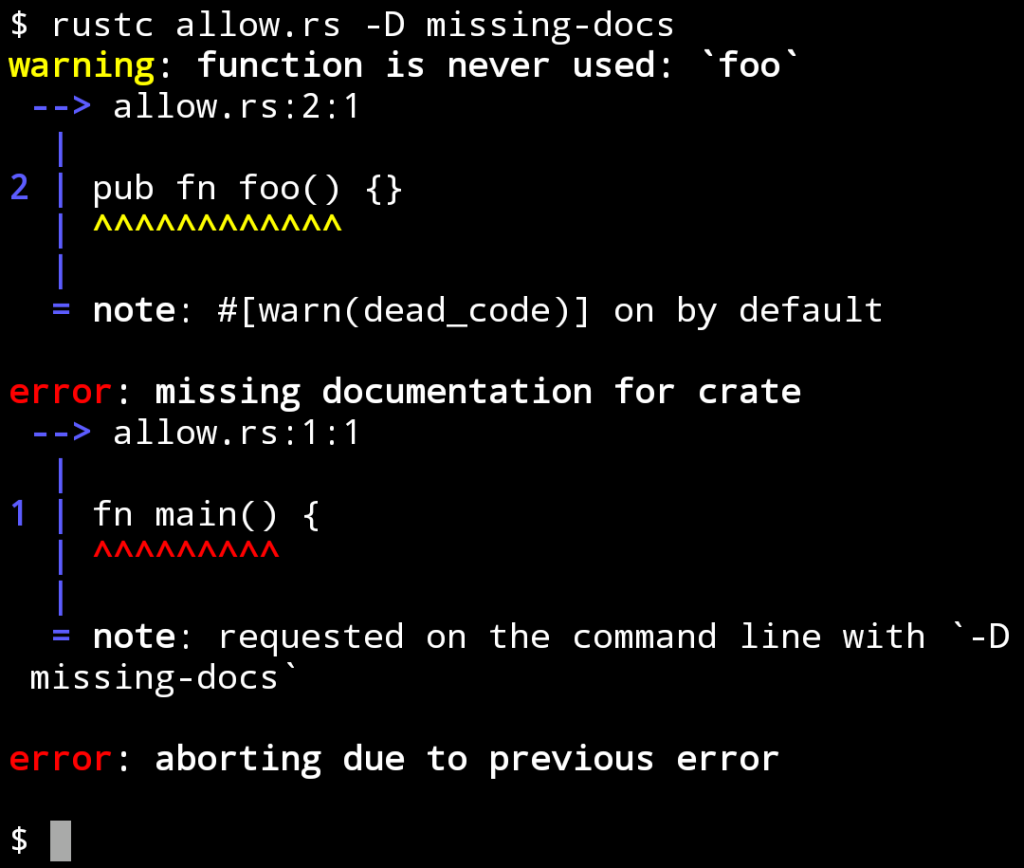 $ rustc allow.rs -D missing-docs
warning: function is never used: `foo`
 --> allow.rs:2:1
  |
2 | pub fn foo() {}
  | ^^^^^^^^^^^^
  |
  = note: #[warn(dead_code)] on by default

error: missing documentation for crate
 --> allow.rs:1:1
  |
1 | fn main() {
  | ^^^^^^^^^
  |
  = note: requested on the command line with `-D
 missing-docs`

error: aborting due to previous error

$